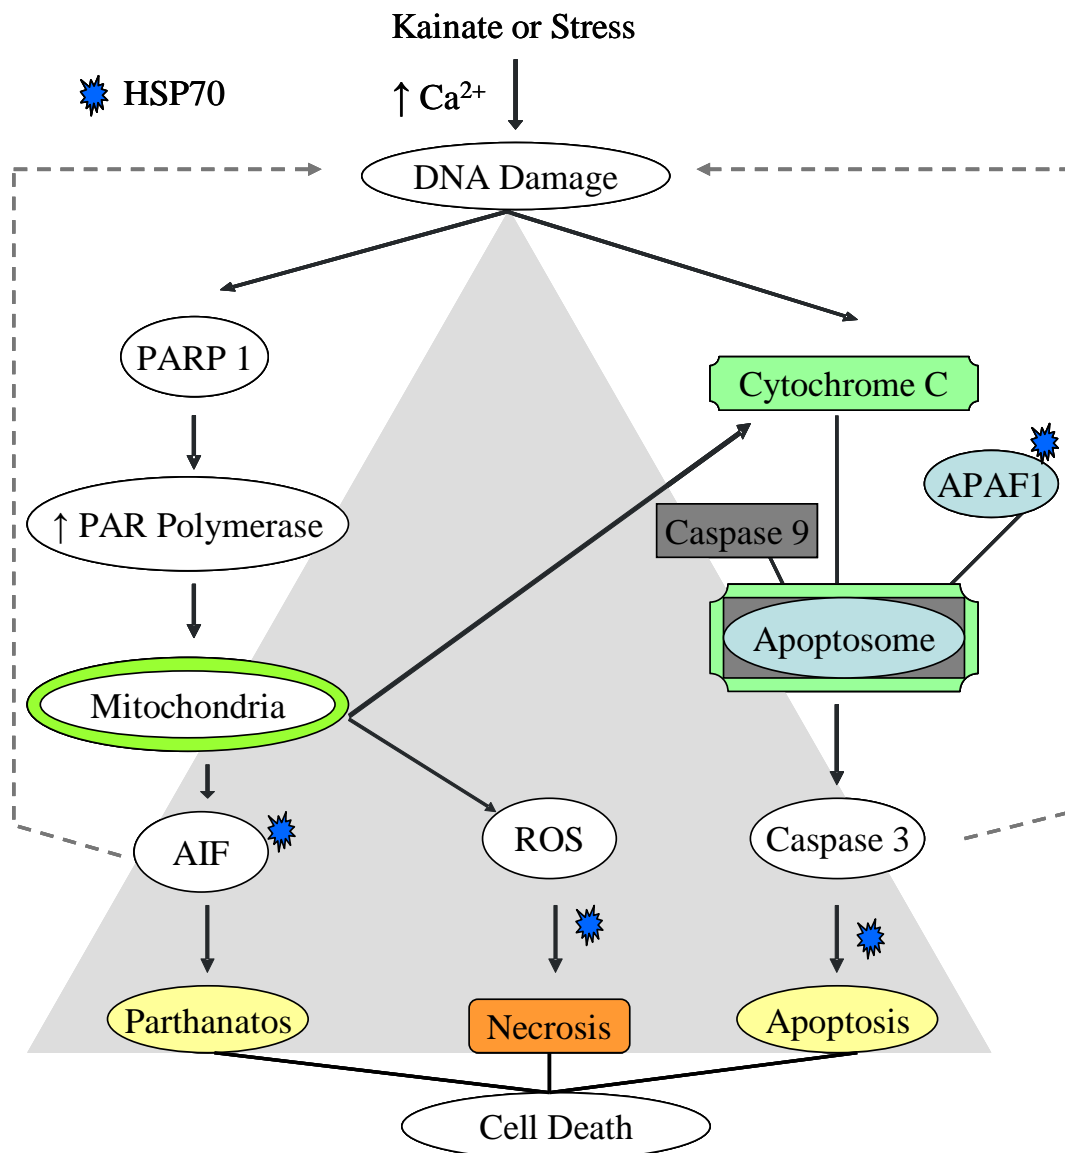 Kainate or Stress
HSP70
↑ Ca²⁺
DNA Damage
PARP 1
Cytochrome C
APAF1
↑ PAR Polymerase
Caspase 9
Apoptosome
Mitochondria
AIF
ROS
Caspase 3
Parthanatos
Necrosis
Apoptosis
Cell Death